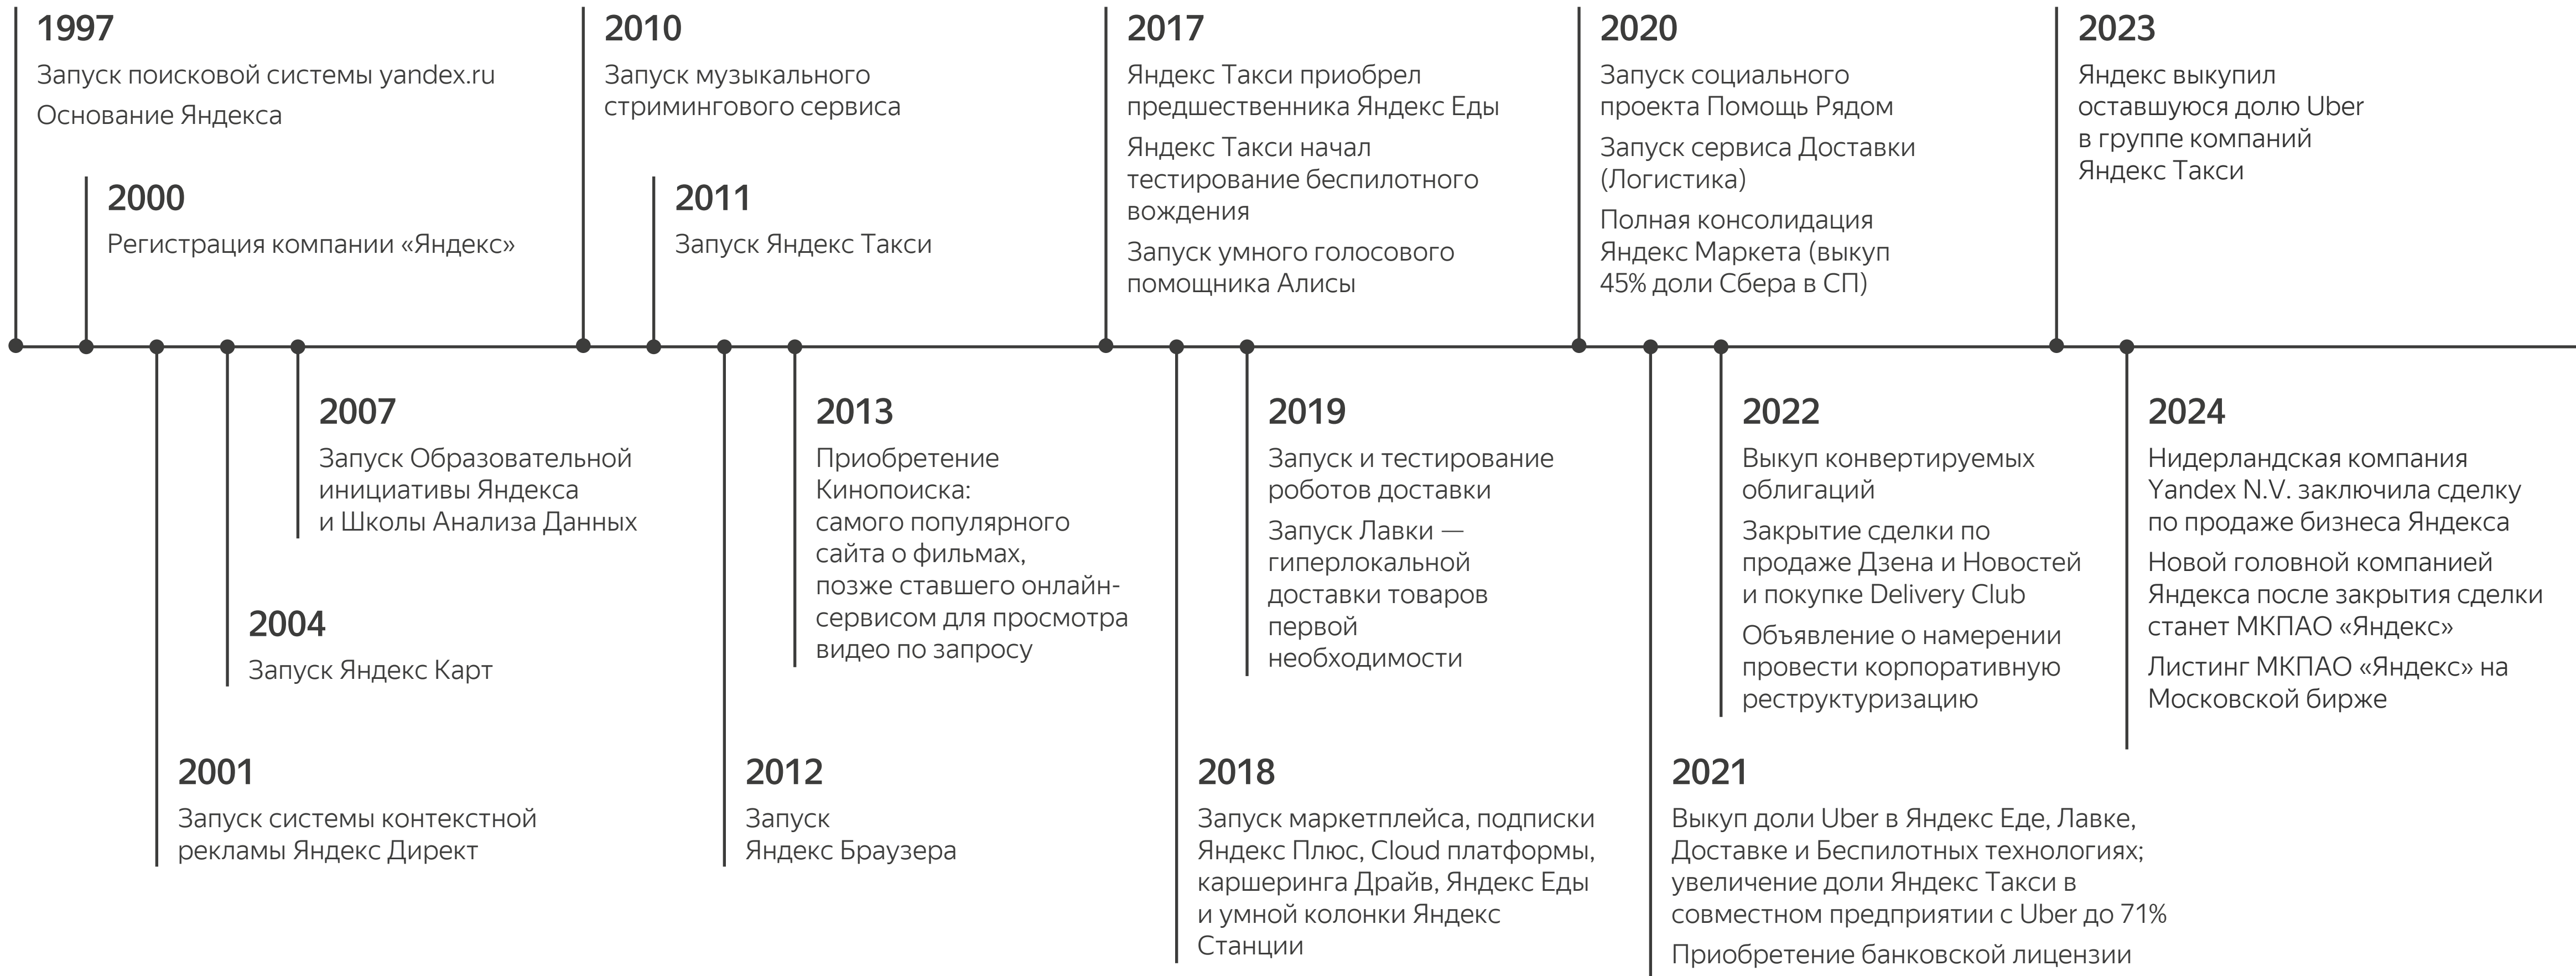 1997
Запуск поисковой системы yandex.ru
Основание Яндекса
2000
Регистрация компании «Яндекс»
2001
Запуск системы контекстной
рекламы Яндекс Директ
2004
Запуск Яндекс Карт
2007
Запуск Образовательной
инициативы Яндекса
и Школы Анализа Данных
2010
Запуск музыкального
стримингового сервиса
2011
Запуск Яндекс Такси
2012
Запуск
Яндекс Браузера
2013
Приобретение
Кинопоиска:
самого популярного
сайта о фильмах,
позже ставшего онлайн-
сервисом для просмотра
видео по запросу
2017
Яндекс Такси приобрел
предшественника Яндекс Еды
Яндекс Такси начал
тестирование беспилотного
вождения
Запуск умного голосового
помощника Алисы
2018
Запуск маркетплейса, подписки
Яндекс Плюс, Cloud платформы,
каршеринга Драйв, Яндекс Еды
и умной колонки Яндекс
Станции
2019
Запуск и тестирование
роботов доставки
Запуск Лавки —
гиперлокальной
доставки товаров
первой
необходимости
2020
Запуск социального
проекта Помощь Рядом
Запуск сервиса Доставки
(Логистика)
Полная консолидация
Яндекс Маркета (выкуп
45% доли Сбера в СП)
2021
Выкуп доли Uber в Яндекс Еде, Лавке,
Доставке и Беспилотных технологиях;
увеличение доли Яндекс Такси в
совместном предприятии с Uber до 71%
Приобретение банковской лицензии
2022
Выкуп конвертируемых
облигаций
Закрытие сделки по
продаже Дзена и Новостей
и покупке Delivery Club
Объявление о намерении
провести корпоративную
реструктуризацию
2023
Яндекс выкупил
оставшуюся долю Uber
в группе компаний
Яндекс Такси
2024
Нидерландская компания
Yandex N.V. заключила сделку
по продаже бизнеса Яндекса
Новой головной компанией
Яндекса после закрытия сделки
станет МКПАО «Яндекс»
Листинг МКПАО «Яндекс» на
Московской бирже